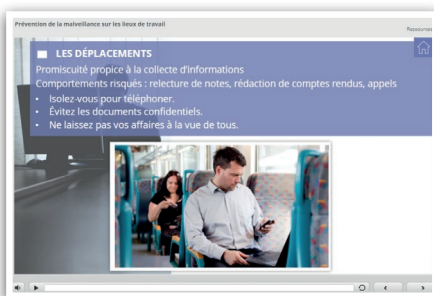 Prévention de la malveillance sur les lieux de travail
Ressources
LES DÉPLACEMENTS
Promiscuité propice à la collecte d'informations
Comportements risqués : relecture de notes, rédaction de comptes rendus, appels
• Isolez-vous pour téléphoner.
• Évitez les documents confidentiels.
• Ne laissez pas vos affaires à la vue de tous.